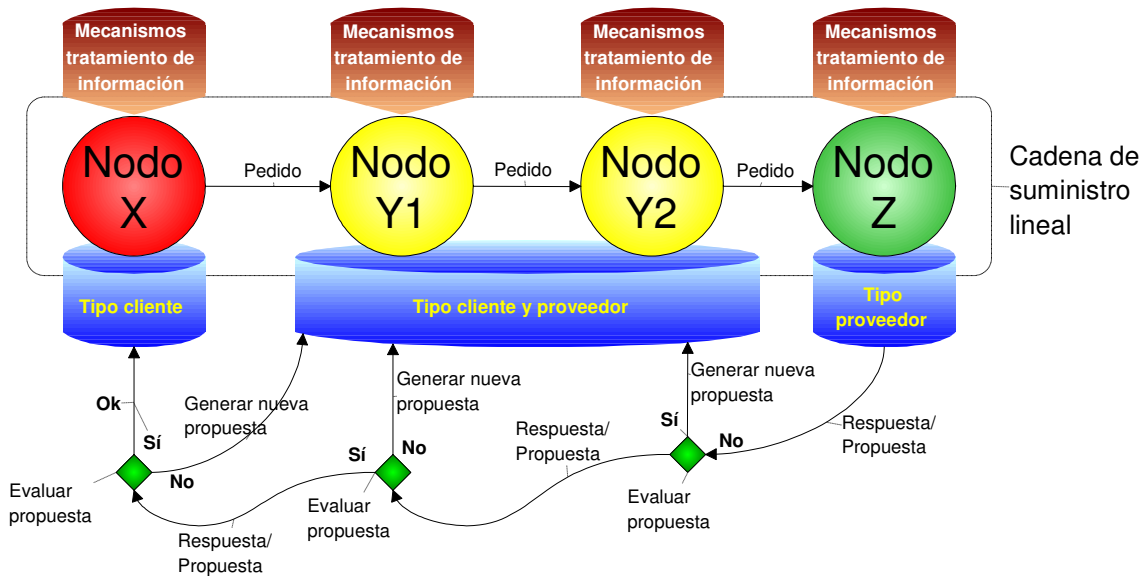 Mecanismos
tratamiento de
información
Mecanismos
tratamiento de
información
Mecanismos
tratamiento de
información
Mecanismos
tratamiento de
información
Nodo
X
Pedido
Nodo
Y1
Pedido
Nodo
Y2
Pedido
Nodo
Z
Cadena de
suministro
lineal
Tipo cliente
Tipo cliente y proveedor
Tipo
proveedor
Ok
Sí
Generar nueva
propuesta
No
Evaluar
propuesta
Respuesta/
Propuesta
Generar nueva
propuesta
Sí
No
Evaluar
propuesta
Respuesta/
Propuesta
Generar nueva
propuesta
Sí
No
Evaluar
propuesta
Respuesta/
Propuesta